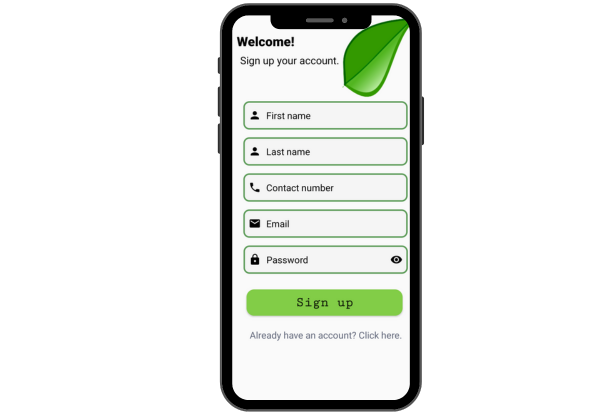 Welcome!
Sign up your account.
First name
Last name
Contact number
Email
Password
Sign up
Already have an account? Click here.